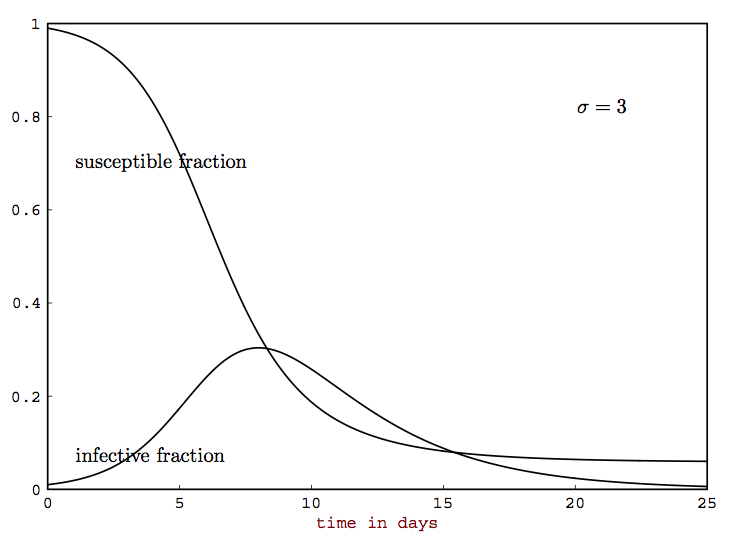 1
σ = 3
0.8
susceptible fraction
0.6
0.4
0.2
infective fraction
0
0 5 10 15 20 25
time in days